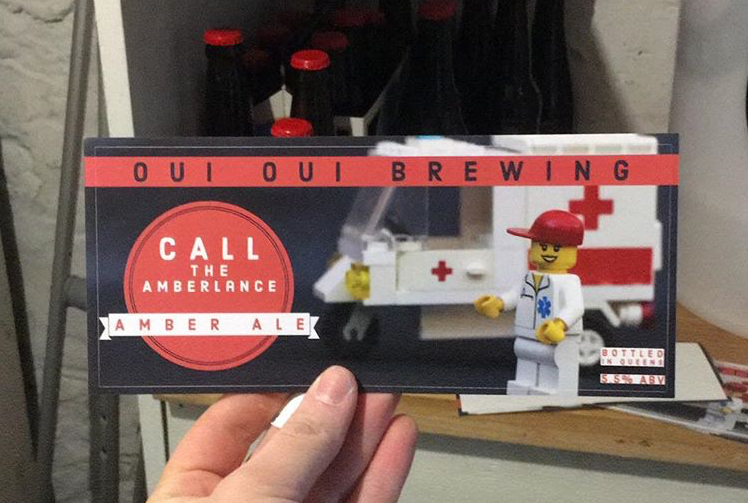 OUI OUI BREWING
CALL
THE
AMBERLANCE
AMBER ALE
BOTTLED
IN QUEENS
5.5% ABV